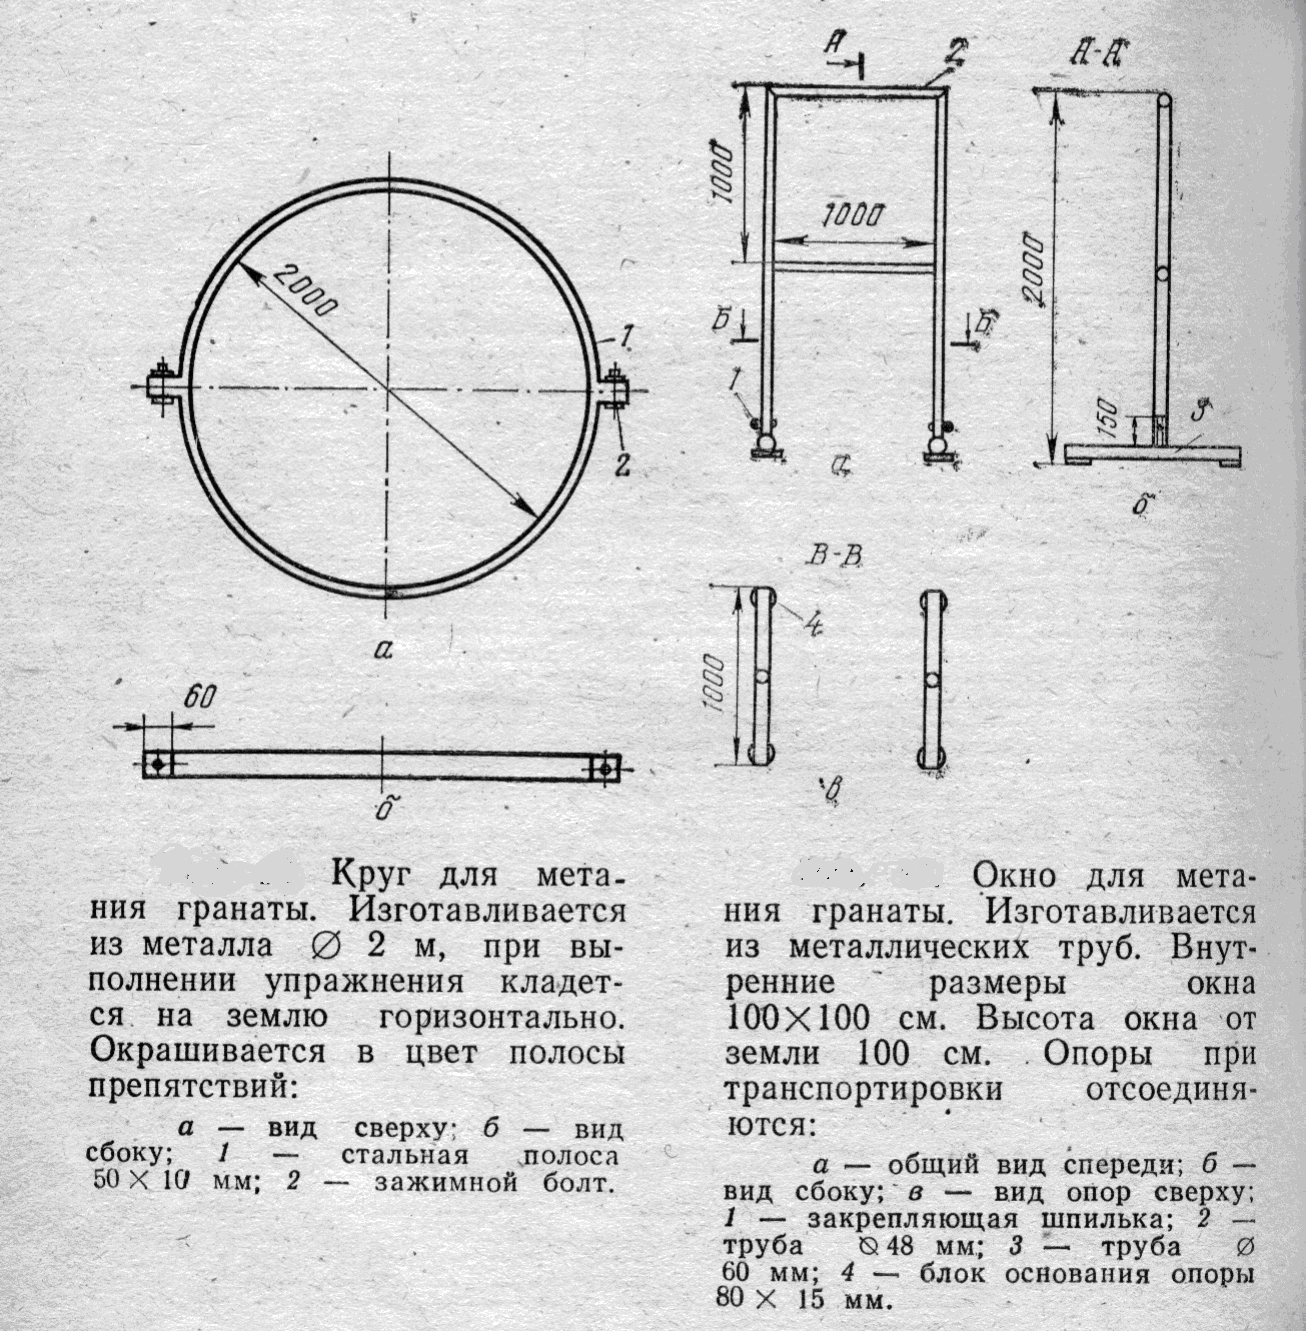 2000
1
2
а
60
б
А
2
А-А
1000
1000
2000
Б
Б
1
150
3
а
б
В-В
4
1000
в
Круг для мета-
ния гранаты. Изготавливается
из металла ∅ 2 м, при вы-
полнении упражнения кладет-
ся на землю горизонтально.
Окрашивается в цвет полосы
препятствий:
а — вид сверху; б — вид
сбоку; 1 — стальная полоса
50 × 10 мм; 2 — зажимной болт.
Окно для мета-
ния гранаты. Изготавливается
из металлических труб. Внут-
ренние размеры окна
100×100 см. Высота окна от
земли 100 см. Опоры при
транспортировки отсоединя-
ются:
а — общий вид спереди; б —
вид сбоку; в — вид опор сверху;
1 — закрепляющая шпилька; 2 —
труба ∅ 48 мм; 3 — труба ∅
60 мм; 4 — блок основания опоры
80 × 15 мм.